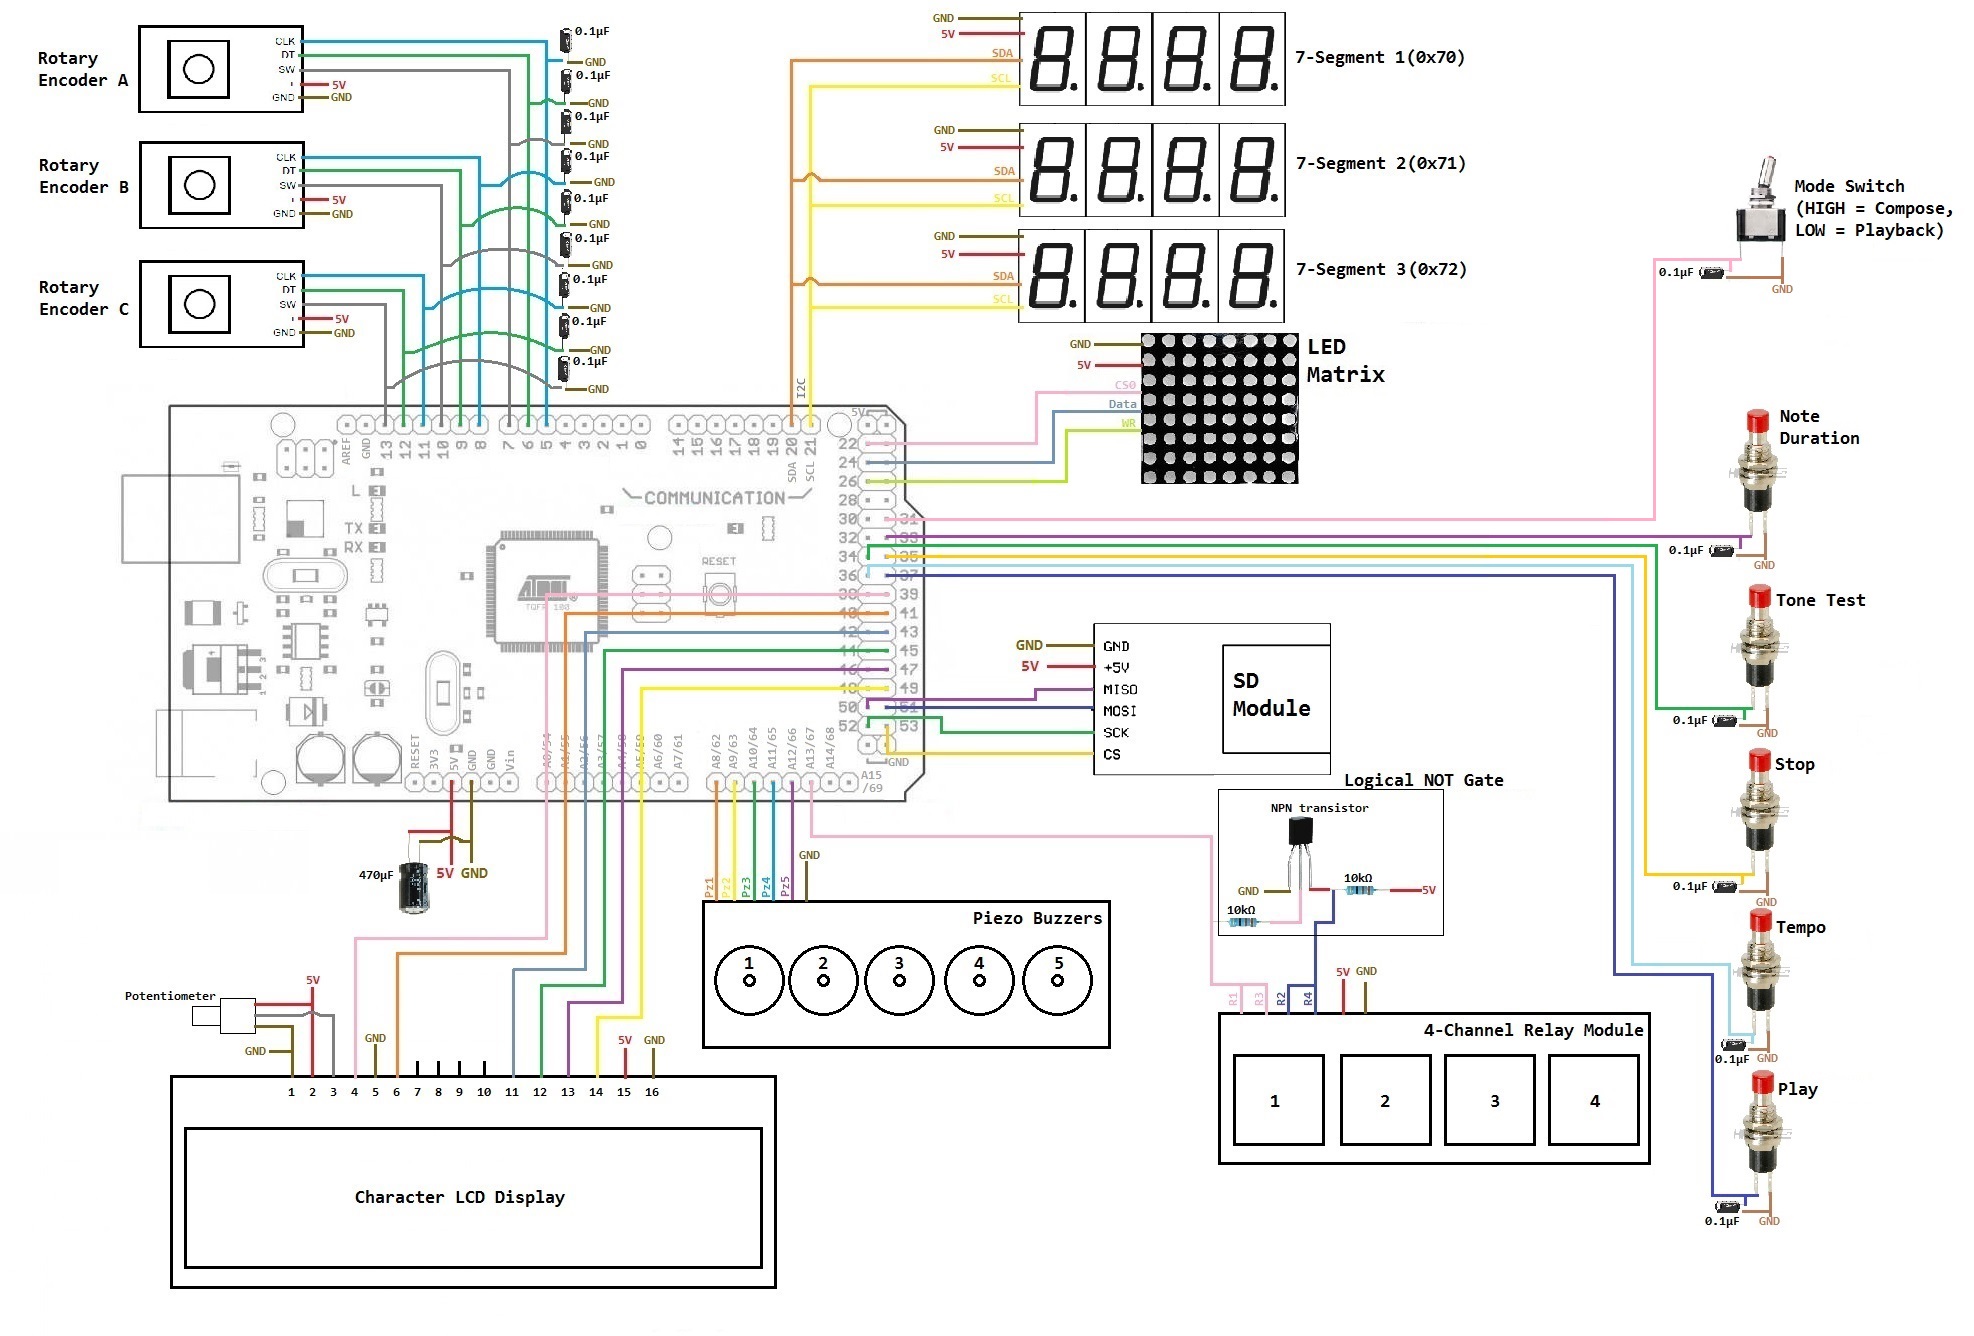 Rotary
Encoder A
CLK
DT
SW
+
GND
5V
GND
Rotary
Encoder B
CLK
DT
SW
+
GND
5V
GND
Rotary
Encoder C
CLK
DT
SW
+
GND
5V
GND
0.1µF
GND
0.1µF
GND
0.1µF
GND
0.1µF
GND
0.1µF
GND
0.1µF
GND
0.1µF
GND
0.1µF
GND
0.1µF
GND
GND
5V
SDA
SCL
7-Segment 1(0x70)
GND
5V
SDA
SCL
7-Segment 2(0x71)
GND
5V
SDA
SCL
7-Segment 3(0x72)
GND
5V
CS0
Data
WR
LED
Matrix
I2C
Mode Switch
(HIGH = Compose,
LOW = Playback)
0.1µF
GND
Note
Duration
0.1µF
GND
Tone Test
0.1µF
GND
Stop
0.1µF
GND
Tempo
0.1µF
GND
Play
0.1µF
GND
AREF
GND
13
12
11
10
9
8
7
6
5
4
3
2
1
0
14
15
16
17
18
19
SDA 20
SCL 21
5V
22
24
26
28
30 31
32 33
34 35
36 37
38 39
40 41
42 43
44 45
46 47
48 49
50 51
52 53
GND
COMMUNICATION
L
TX
RX
RESET
ATMEL
TQFP 100
1 2 3
RESET
3V3
5V
GND
GND
Vin
A0/54
A1/55
A2/56
A3/57
A4/58
A5/59
A6/60
A7/61
A8/62
A9/63
A10/64
A11/65
A12/66
A13/67
A14/68
A15
/69
470µF
5V GND
GND
5V
GND
+5V
MISO
MOSI
SCK
CS
SD
Module
Logical NOT Gate
NPN transistor
GND
10kΩ
5V
10kΩ
Pz1
Pz2
Pz3
Pz4
Pz5
GND
Piezo Buzzers
1 2 3 4 5
R1
R3
R2
R4
5V GND
4-Channel Relay Module
1 2 3 4
Potentiometer
5V
GND
GND
5V GND
1 2 3 4 5 6 7 8 9 10 11 12 13 14 15 16
Character LCD Display